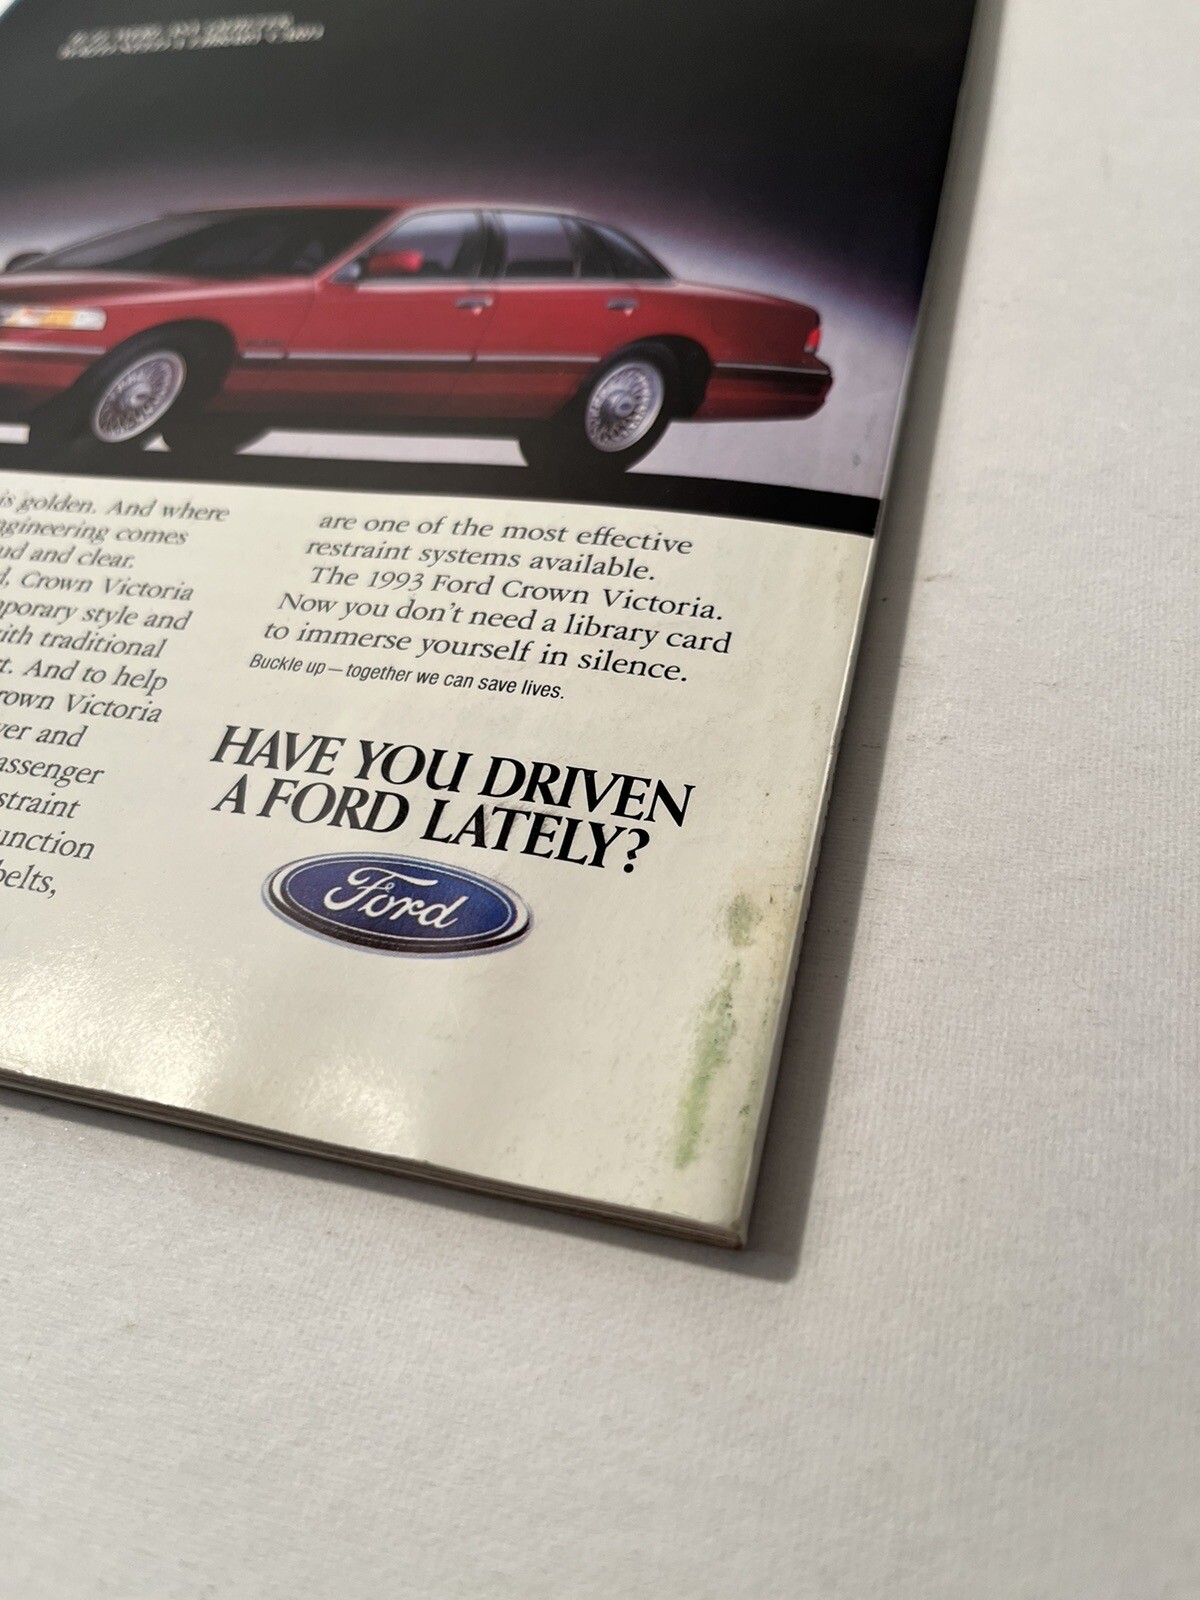 is golden. And where
ngineering comes
ud and clear.
d, Crown Victoria
nporary style and
ith traditional
t. And to help
rown Victoria
ver and
assenger
straint
unction
belts,
are one of the most effective
restraint systems available.
The 1993 Ford Crown Victoria.
Now you don't need a library card
to immerse yourself in silence.
Buckle up—together we can save lives.
HAVE YOU DRIVEN
A FORD LATELY?
Ford